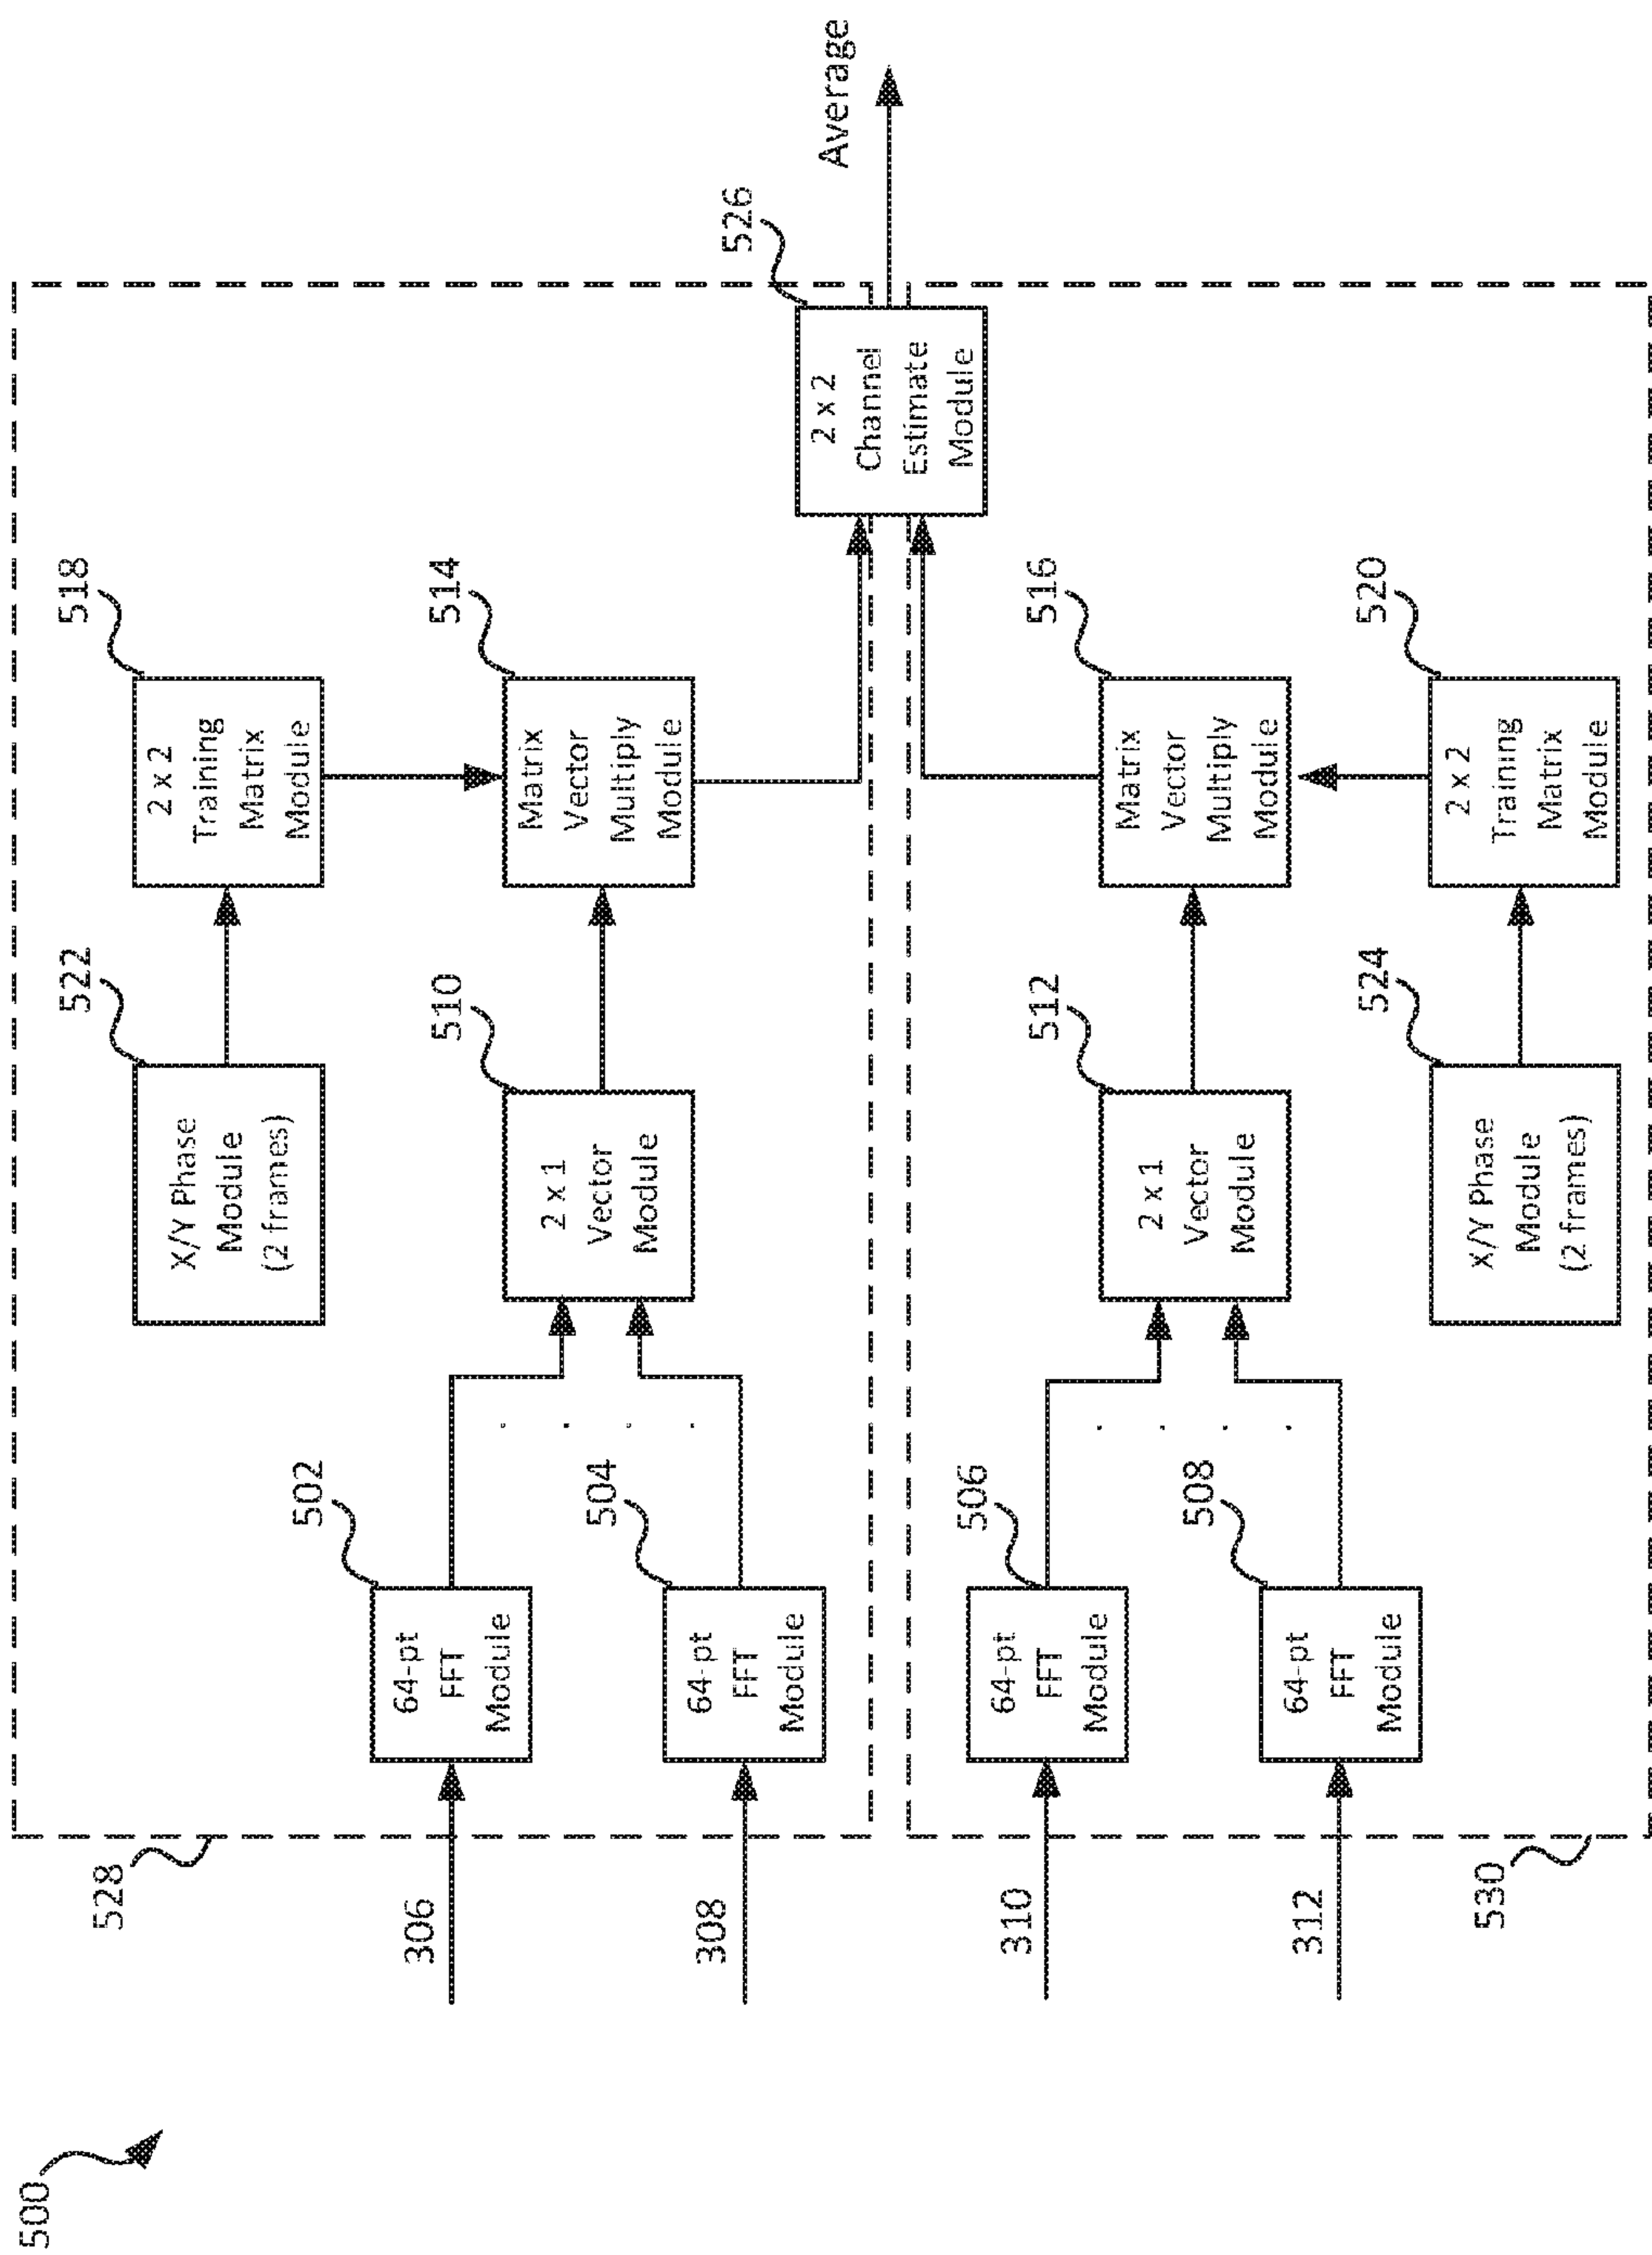 500
528
306
308
310
312
530
502
64-pt
FFT
Module
504
64-pt
FFT
Module
506
64-pt
FFT
Module
508
64-pt
FFT
Module
522
X/Y Phase
Module
(2 frames)
510
2 x 1
Vector
Module
512
2 x 1
Vector
Module
524
X/Y Phase
Module
(2 frames)
518
2 x 2
Training
Matrix
Module
514
Matrix
Vector
Multiply
Module
516
Matrix
Vector
Multiply
Module
520
2 x 2
Training
Matrix
Module
526
2 x 2
Channel
Estimate
Module
Average